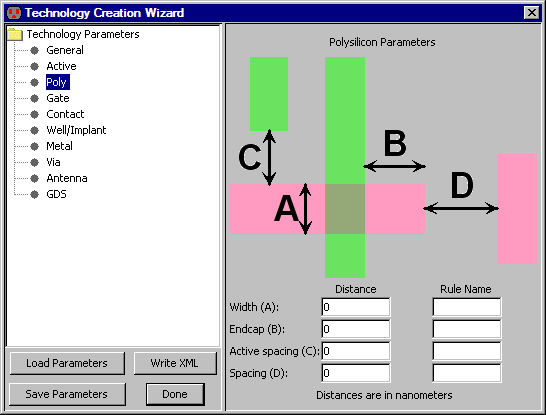 Technology Creation Wizard
Technology Parameters
General
Active
Poly
Gate
Contact
Well/Implant
Metal
Via
Antenna
GDS
Load Parameters
Write XML
Save Parameters
Done
Polysilicon Parameters
C
B
A
D
Distance Rule Name
Width (A): 0
Endcap (B): 0
Active spacing (C): 0
Spacing (D): 0
Distances are in nanometers